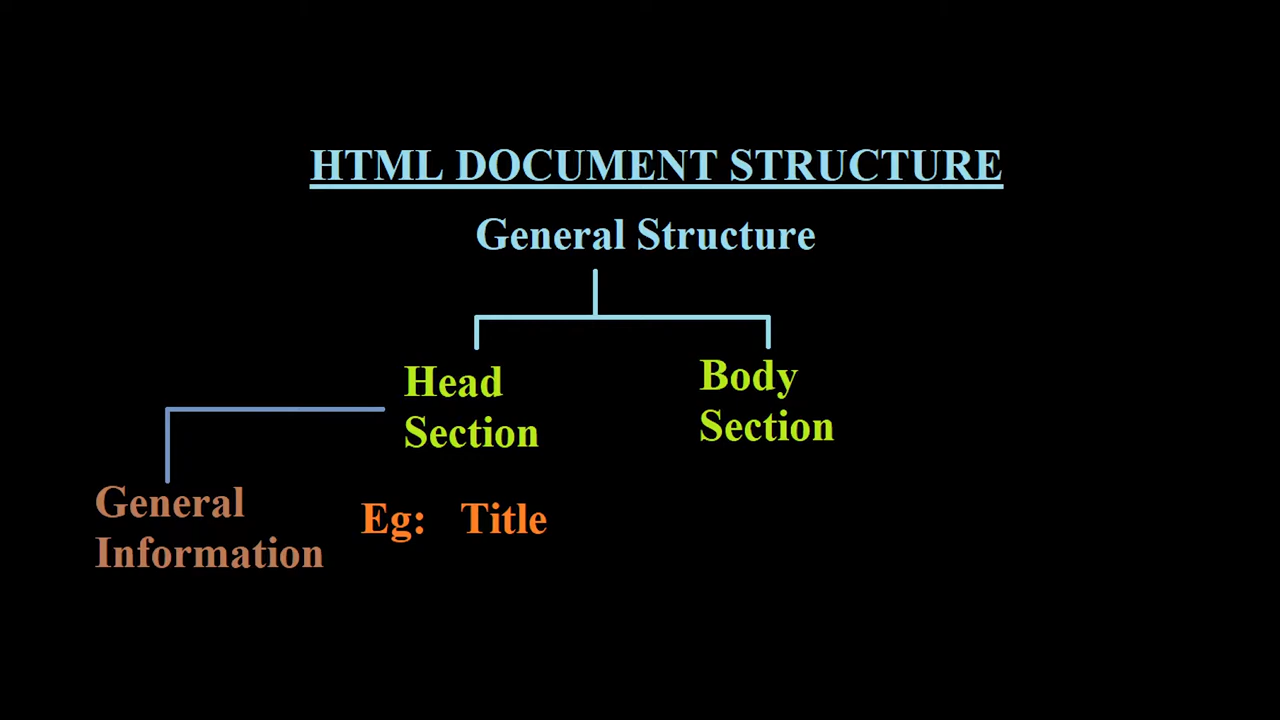 HTML DOCUMENT STRUCTURE
General Structure
Head
Section
Body
Section
General
Information
Eg: Title